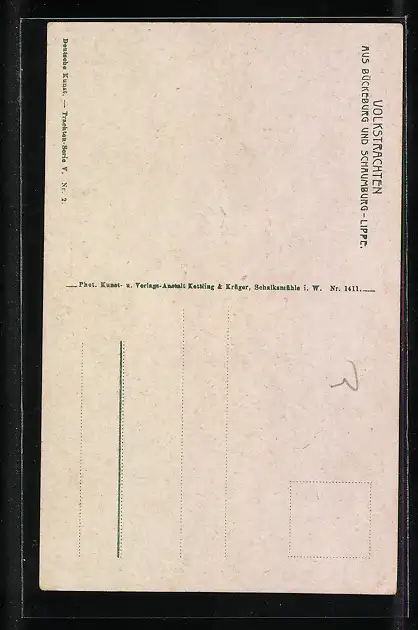 VOLKSTRACHTEN
AUS BÜCKEBURG UND SCHAUMBURG-LIPPE.
Deutsche Kunst. — Trachten-Serie V. Nr. 2.
Phot. Kunst- u. Verlags-Anstalt Kettling & Krüger, Schalksmühle i. W. Nr. 1411.